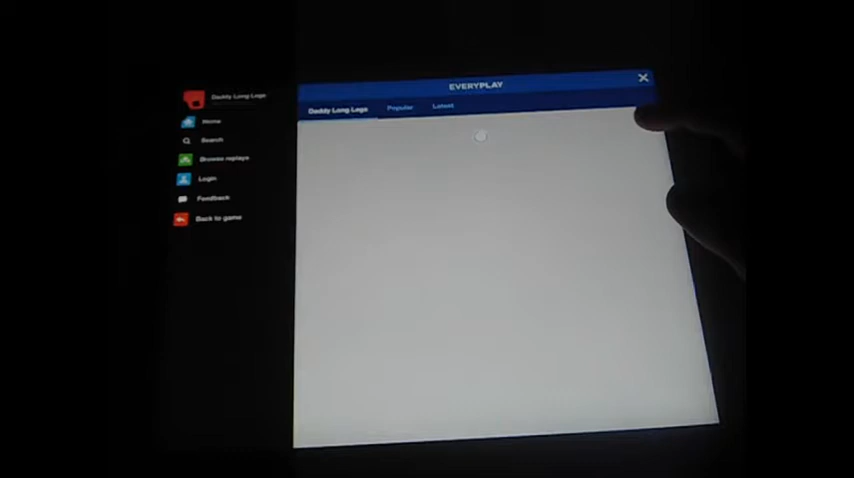 EVERYPLAY
Daddy Long Legs
Popular
Latest
Daddy Long Legs
Home
Search
Browse replays
Login
Feedback
Back to game